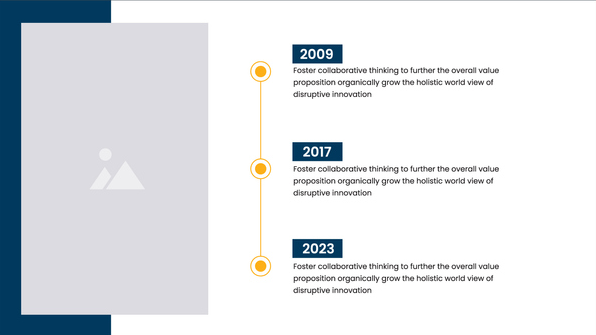 2009
Foster collaborative thinking to further the overall value
proposition organically grow the holistic world view of
disruptive innovation
2017
Foster collaborative thinking to further the overall value
proposition organically grow the holistic world view of
disruptive innovation
2023
Foster collaborative thinking to further the overall value
proposition organically grow the holistic world view of
disruptive innovation